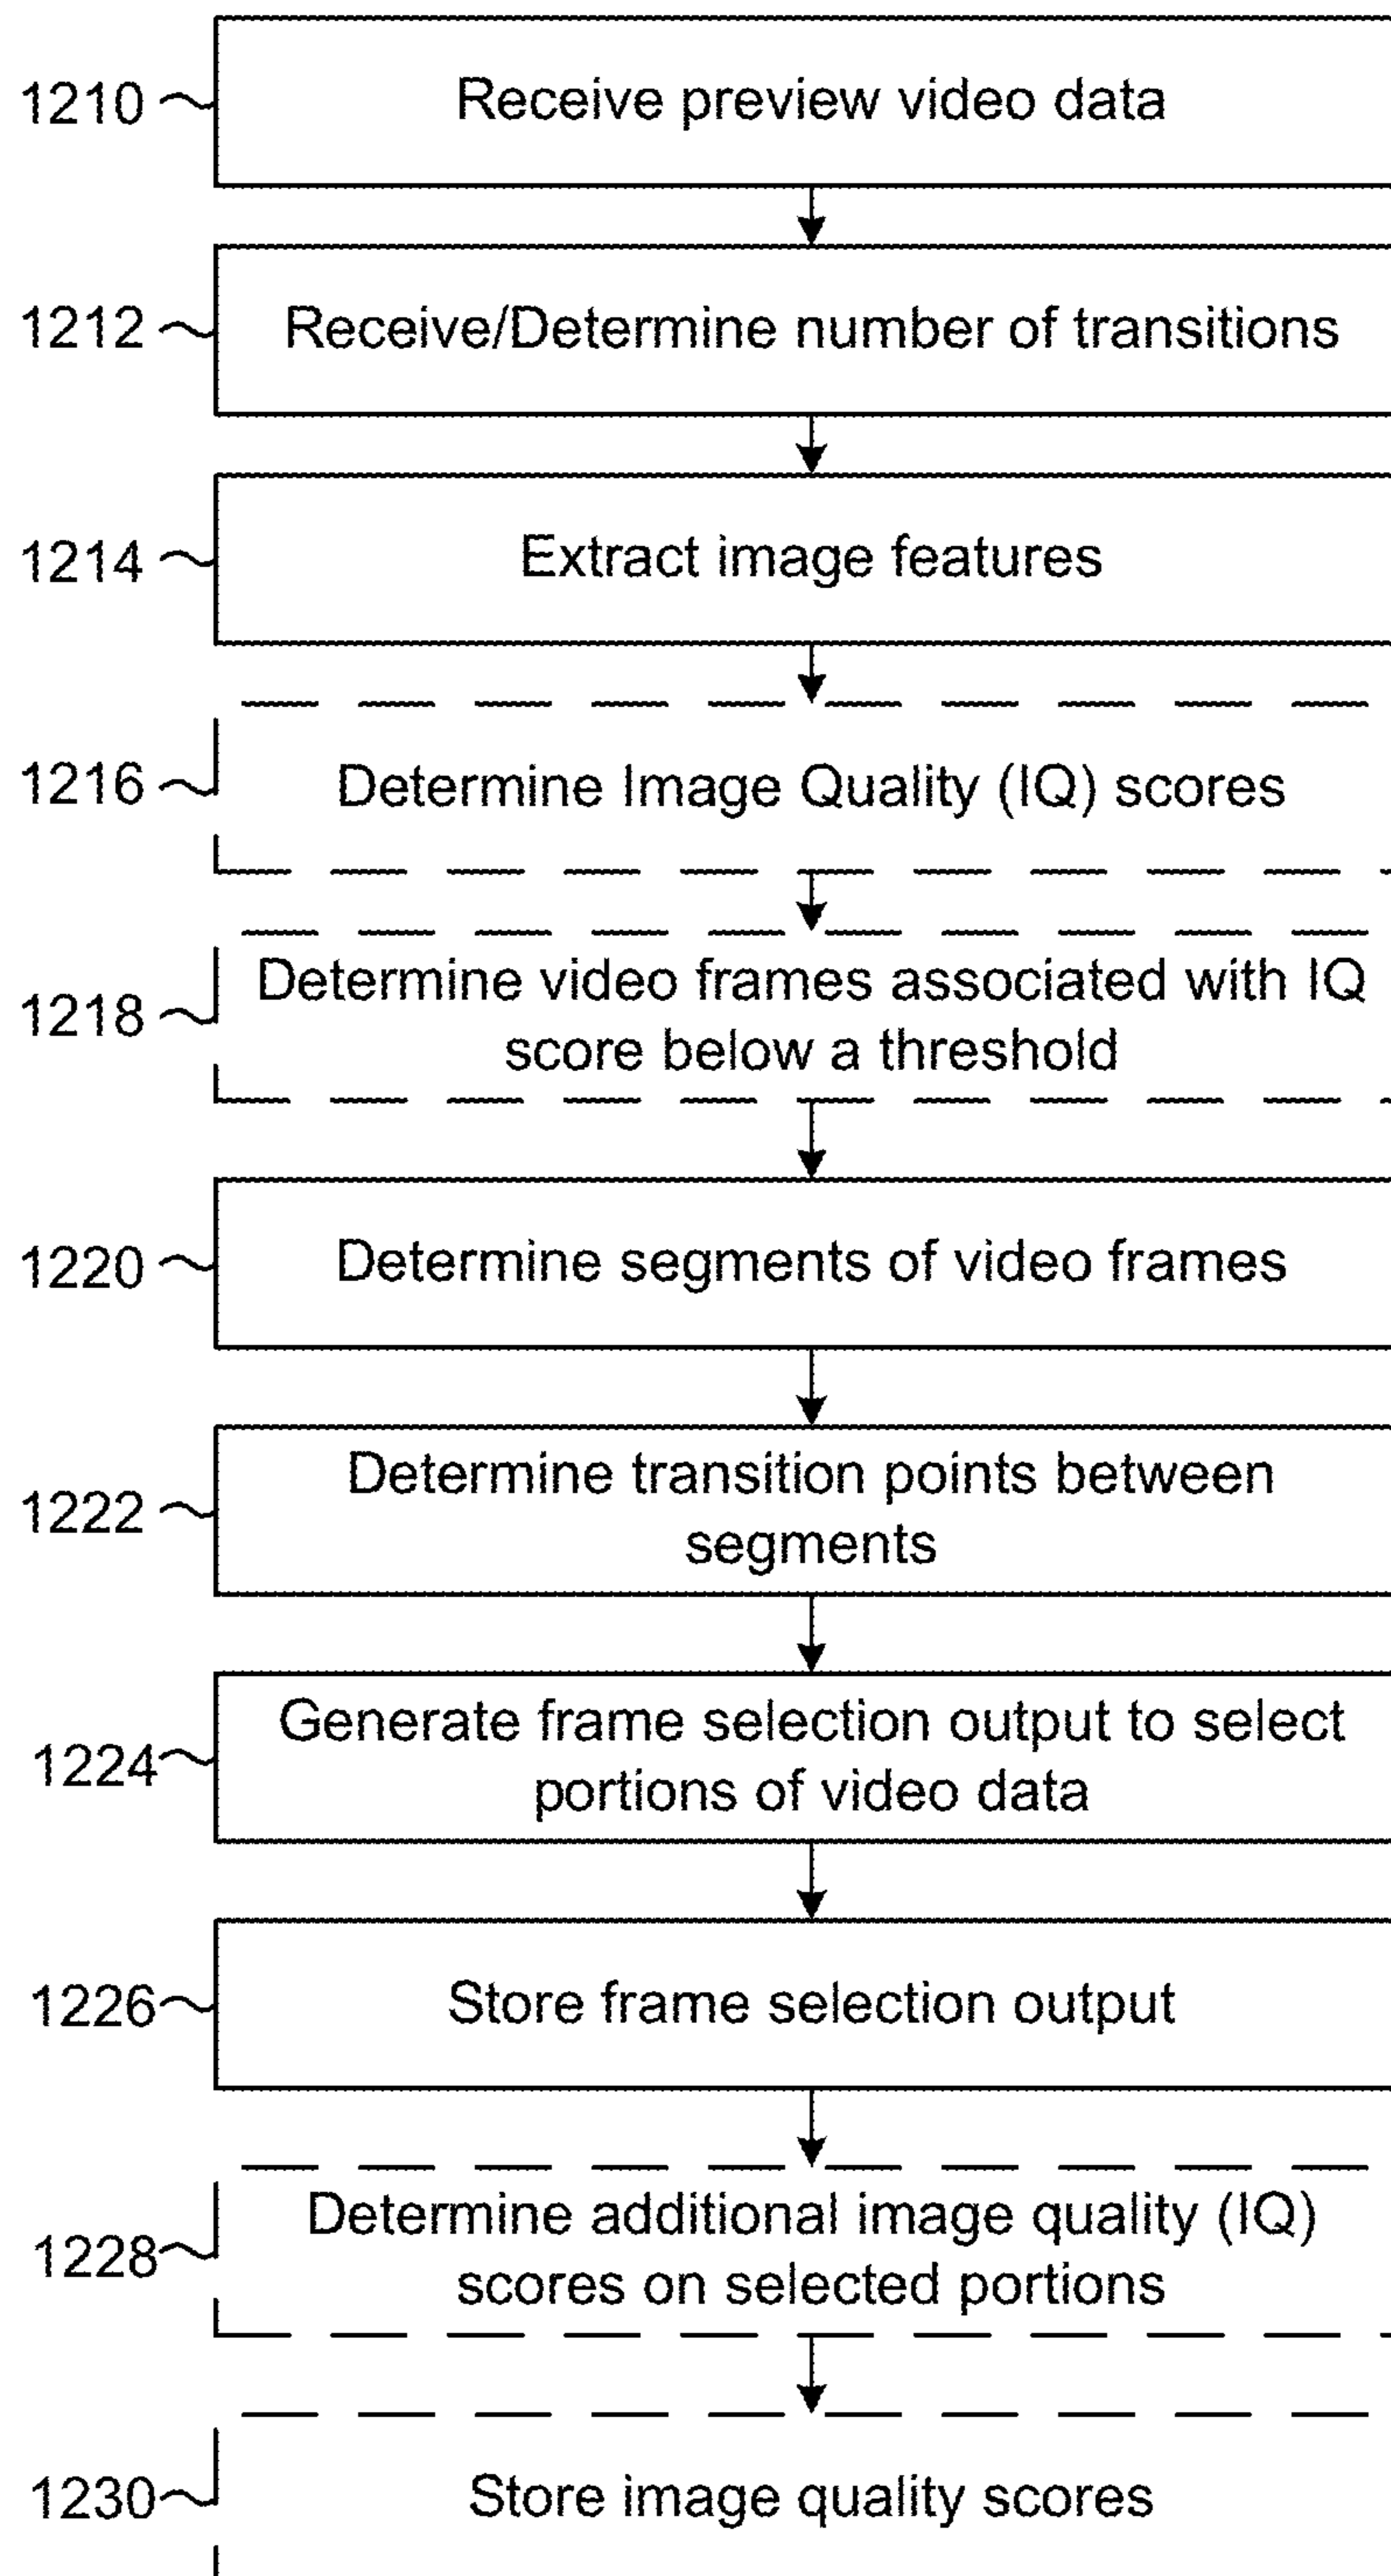 1210
Receive preview video data
1212
Receive/Determine number of transitions
1214
Extract image features
1216
Determine Image Quality (IQ) scores
1218
Determine video frames associated with IQ
score below a threshold
1220
Determine segments of video frames
1222
Determine transition points between
segments
1224
Generate frame selection output to select
portions of video data
1226
Store frame selection output
1228
Determine additional image quality (IQ)
scores on selected portions
1230
Store image quality scores